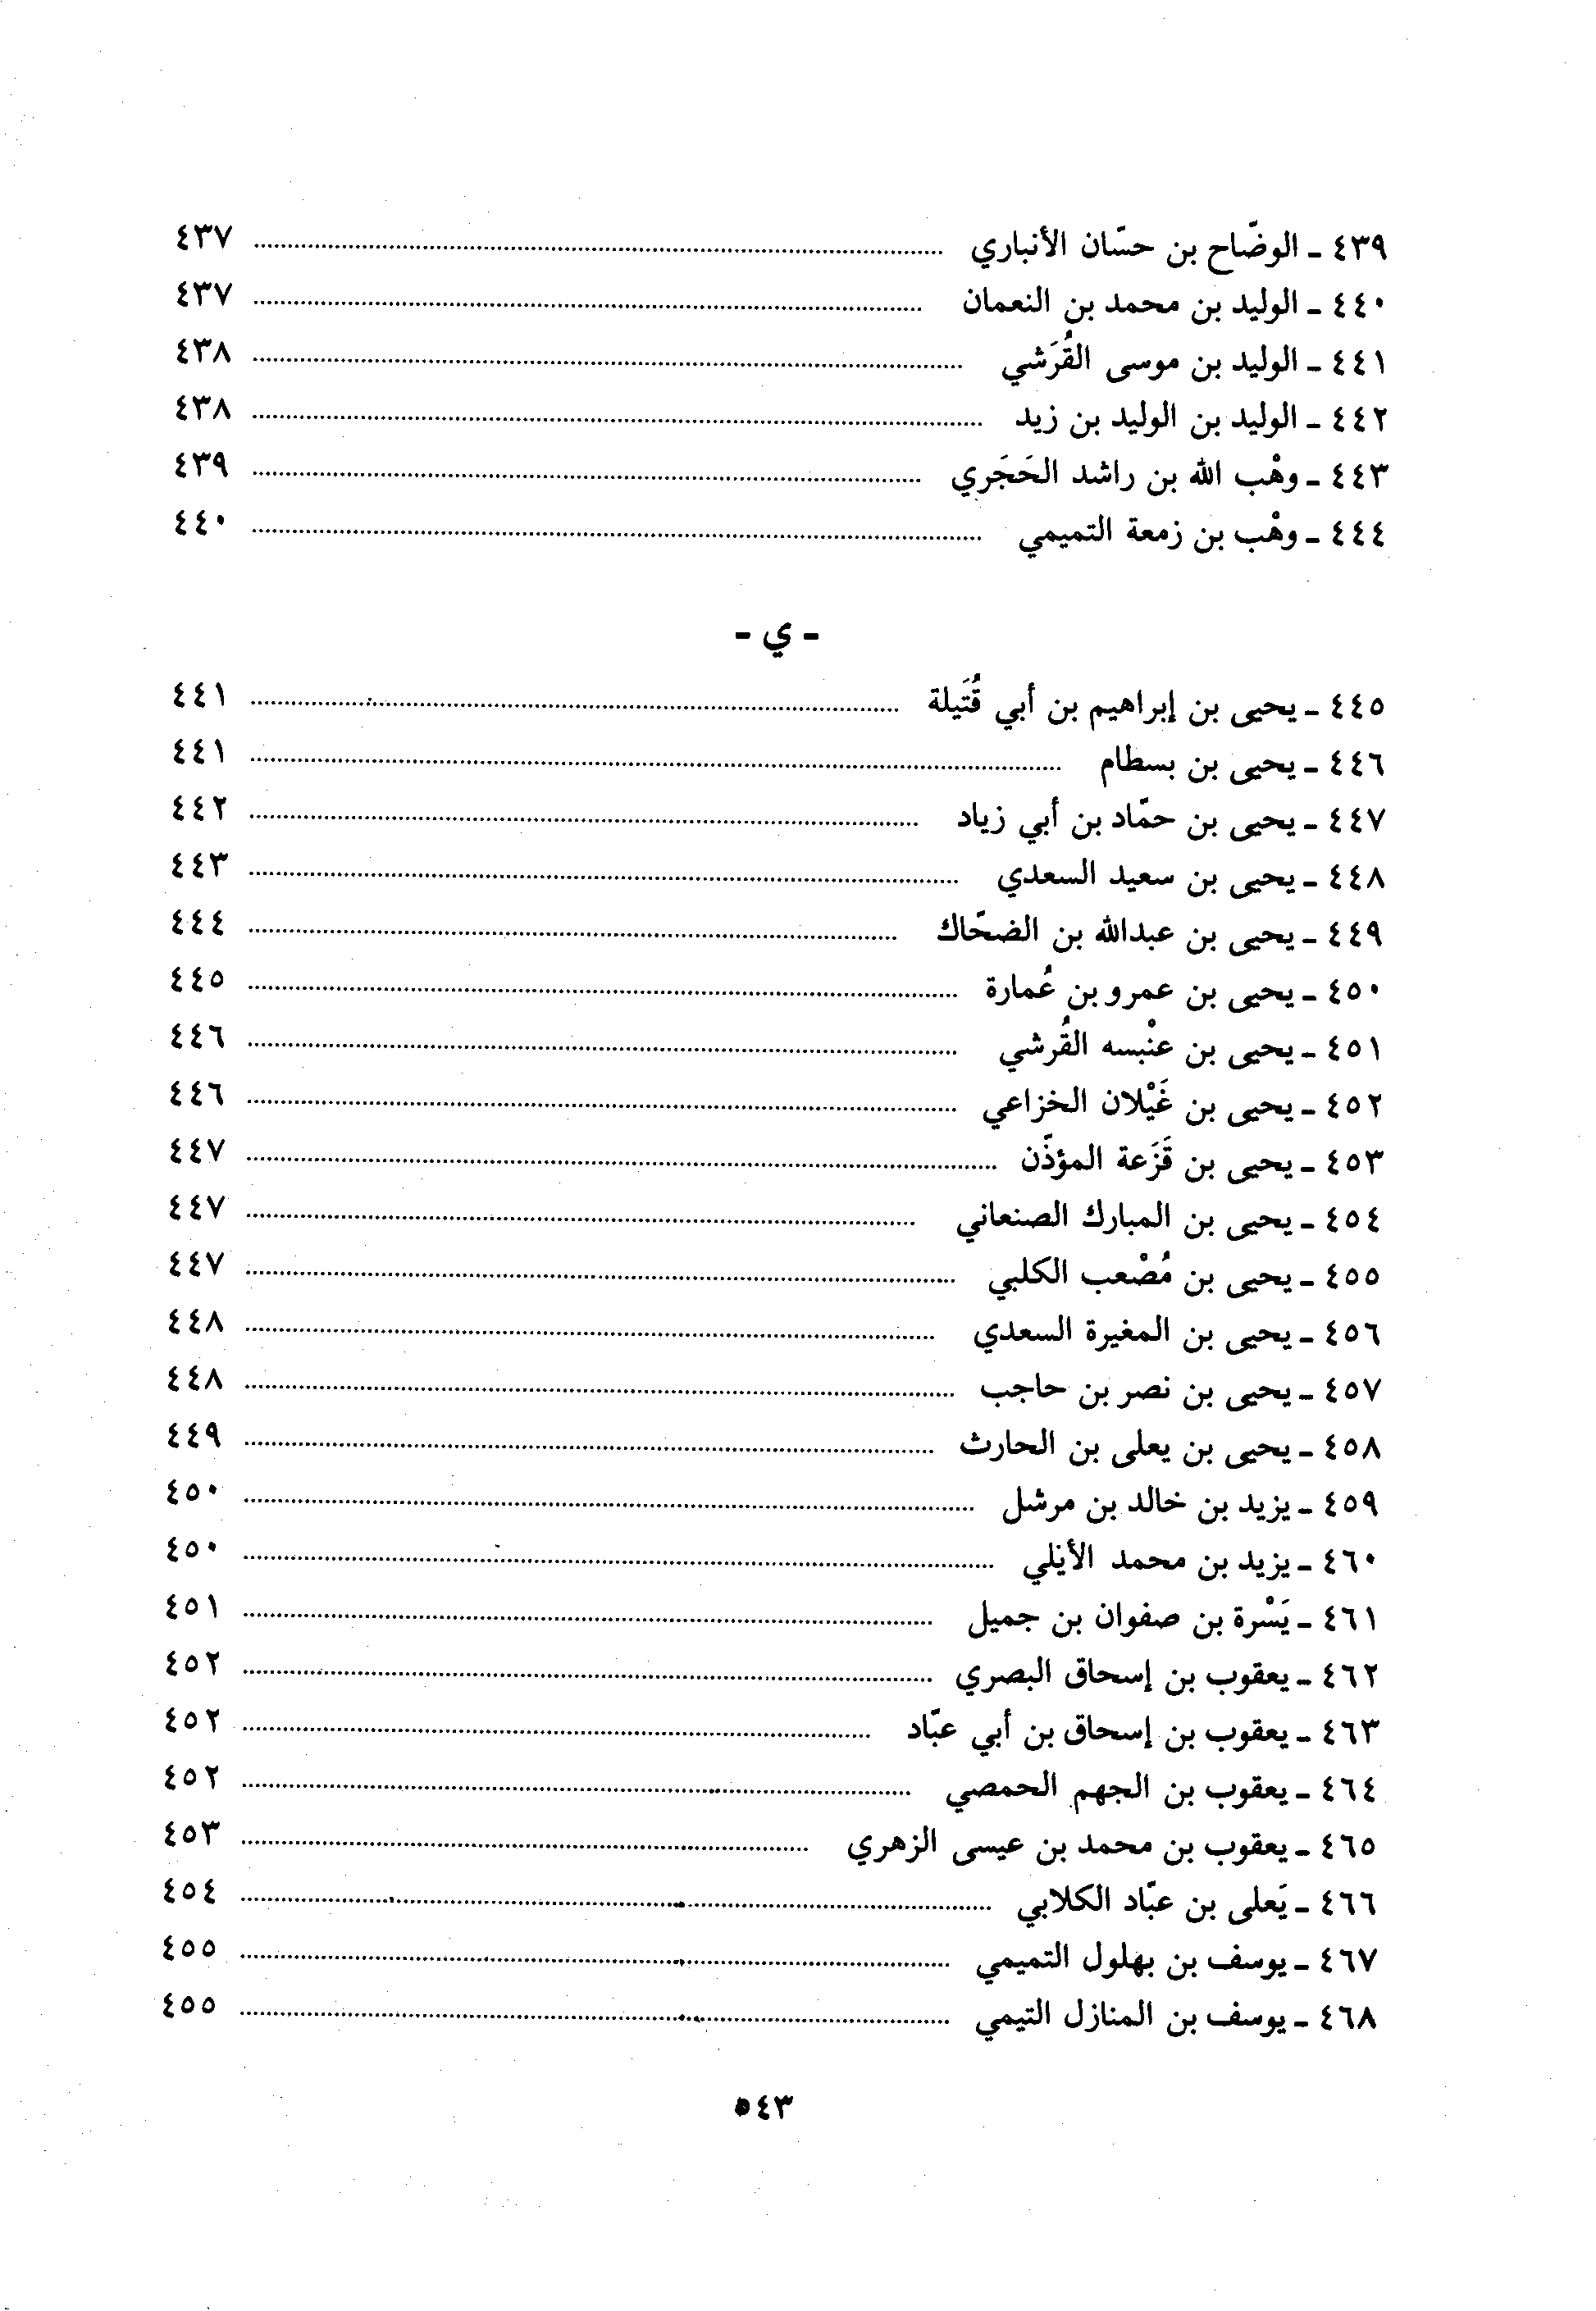 ٤٣٩ - الوضّاح بن حسّان الأنباري ........ ٤٣٧
٤٤٠ - الوليد بن محمد بن النعمان ........ ٤٣٧
٤٤١ - الوليد بن موسى القُرَشي ........ ٤٣٨
٤٤٢ - الوليد بن الوليد بن زيد ........ ٤٣٨
٤٤٣ - وهْب الله بن راشد الحَجَري ........ ٤٣٩
٤٤٤ - وهْب بن زمعة التميمي ........ ٤٤٠
- ي -
٤٤٥ - يحيى بن إبراهيم بن أبي قُتَيلة ........ ٤٤١
٤٤٦ - يحيى بن بسطام ........ ٤٤١
٤٤٧ - يحيى بن حمّاد بن أبي زياد ........ ٤٤٢
٤٤٨ - يحيى بن سعيد السعدي ........ ٤٤٣
٤٤٩ - يحيى بن عبدالله بن الضحّاك ........ ٤٤٤
٤٥٠ - يحيى بن عمرو بن عُمارة ........ ٤٤٥
٤٥١ - يحيى بن عنْبسه القُرشي ........ ٤٤٦
٤٥٢ - يحيى بن غَيْلان الخزاعي ........ ٤٤٦
٤٥٣ - يحيى بن قَزَعة المؤذّن ........ ٤٤٧
٤٥٤ - يحيى بن المبارك الصنعاني ........ ٤٤٧
٤٥٥ - يحيى بن مُصْعب الكلبي ........ ٤٤٧
٤٥٦ - يحيى بن المغيرة السعدي ........ ٤٤٨
٤٥٧ - يحيى بن نصر بن حاجب ........ ٤٤٨
٤٥٨ - يحيى بن يعلى بن الحارث ........ ٤٤٩
٤٥٩ - يزيد بن خالد بن مرشل ........ ٤٥٠
٤٦٠ - يزيد بن محمد الأيْلي ........ ٤٥٠
٤٦١ - يَسْرة بن صفوان بن جميل ........ ٤٥١
٤٦٢ - يعقوب بن إسحاق البصري ........ ٤٥٢
٤٦٣ - يعقوب بن إسحاق بن أبي عبّاد ........ ٤٥٢
٤٦٤ - يعقوب بن الجهم الحمصي ........ ٤٥٢
٤٦٥ - يعقوب بن محمد بن عيسى الزهري ........ ٤٥٣
٤٦٦ - يَعلى بن عبّاد الكلابي ........ ٤٥٤
٤٦٧ - يوسف بن بهلول التميمي ........ ٤٥٥
٤٦٨ - يوسف بن المنازل التيمي ........ ٤٥٥
٥٤٣